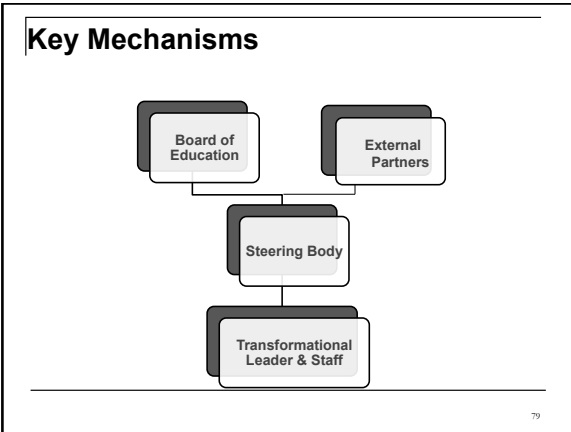 Key Mechanisms
Board of
Education
External
Partners
Steering Body
Transformational
Leader & Staff
79